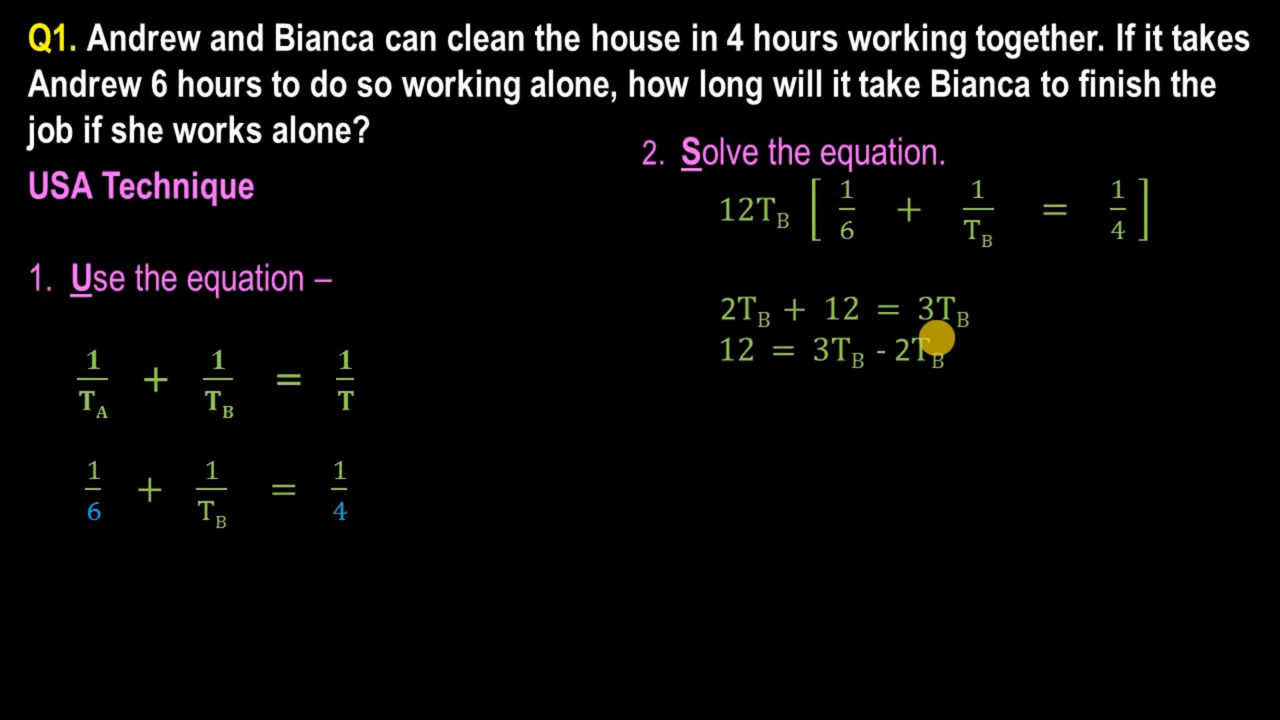 Q1. Andrew and Bianca can clean the house in 4 hours working together. If it takes
Andrew 6 hours to do so working alone, how long will it take Bianca to finish the
job if she works alone?
USA Technique
1. Use the equation –
1/T_A + 1/T_B = 1/T
1/6 + 1/T_B = 1/4
2. Solve the equation.
12T_B [ 1/6 + 1/T_B = 1/4 ]
2T_B + 12 = 3T_B
12 = 3T_B - 2T_B